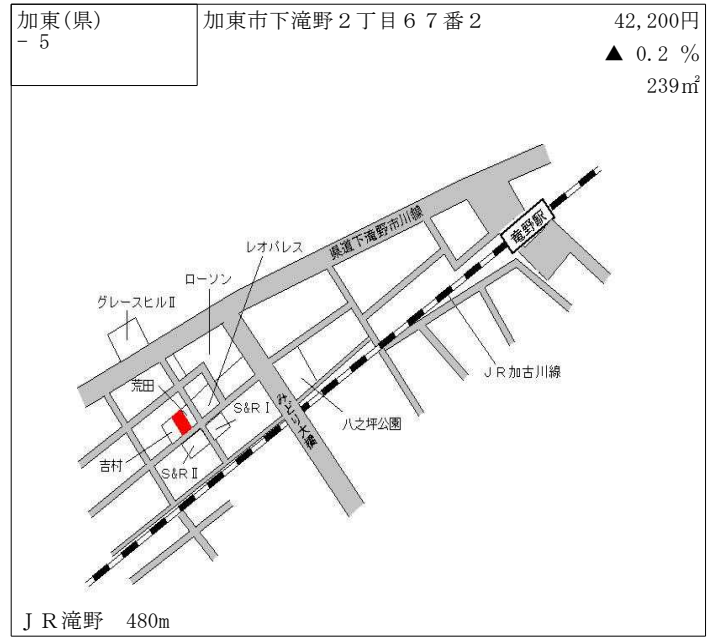 加東(県)
- 5
加東市下滝野２丁目６７番２
42,200円
▲ 0.2 %
239㎡
県道下滝野市川線
竜野駅
レオパレス
ローソン
グレースヒルⅡ
ＪＲ加古川線
荒田
S&RⅠ
みどり大橋
八之坪公園
吉村
S&RⅡ
ＪＲ滝野　480m